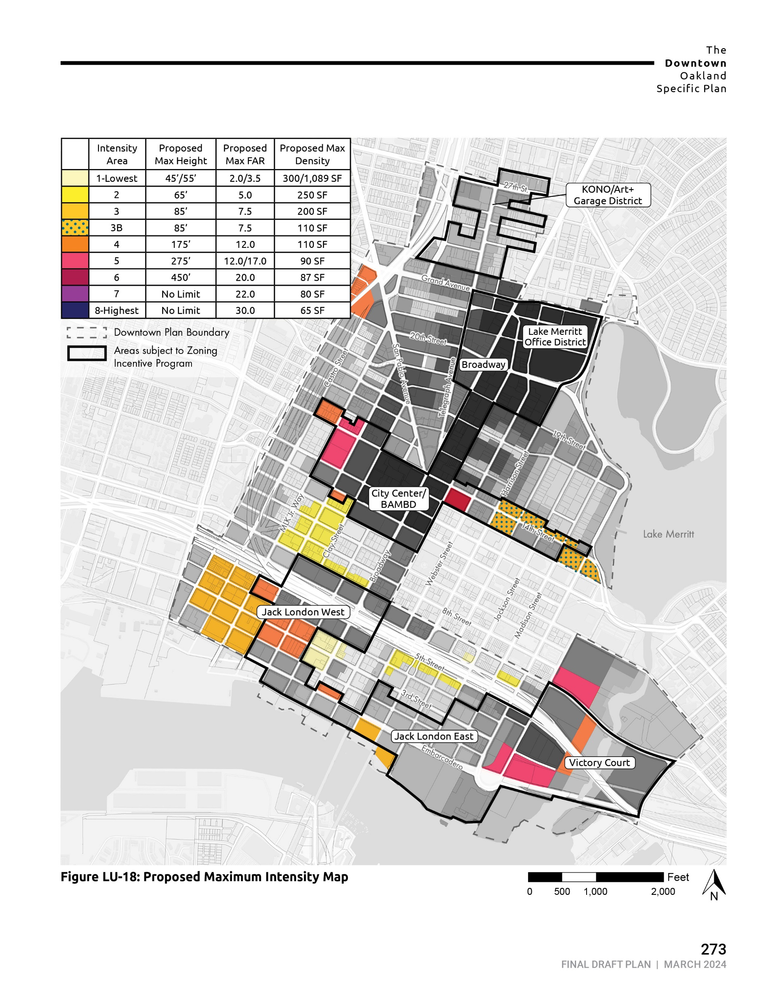 The
Downtown
Oakland
Specific Plan
Intensity Area Proposed Max Height Proposed Max FAR Proposed Max Density
1-Lowest 45’/55’ 2.0/3.5 300/1,089 SF
2 65’ 5.0 250 SF
3 85’ 7.5 200 SF
3B 85’ 7.5 110 SF
4 175’ 12.0 110 SF
5 275’ 12.0/17.0 90 SF
6 450’ 20.0 87 SF
7 No Limit 22.0 80 SF
8-Highest No Limit 30.0 65 SF
Downtown Plan Boundary
Areas subject to Zoning
Incentive Program
27th St.
KONO/Art+
Garage District
Grand Avenue
Lake Merritt
Office District
20th Street
San Pablo Avenue
Castro Street
Telegraph Avenue
Broadway
19th Street
Harrison Street
City Center/
BAMBD
MLK Jr. Way
Clay Street
14th Street
Lake Merritt
Broadway
Webster Street
Jackson Street
Madison Street
8th Street
Jack London West
5th Street
3rd Street
Jack London East
Embarcadero
Victory Court
Figure LU-18: Proposed Maximum Intensity Map
Feet
0 500 1,000 2,000
N
273
FINAL DRAFT PLAN | MARCH 2024